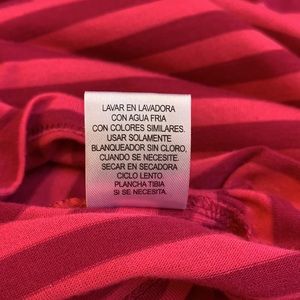 LAVAR EN LAVADORA
CON AGUA FRIA
CON COLORES SIMILARES.
USAR SOLAMENTE
BLANQUEADOR SIN CLORO,
CUANDO SE NECESITE.
SECAR EN SECADORA
CICLO LENTO.
PLANCHA TIBIA
SI SE NECESITA.